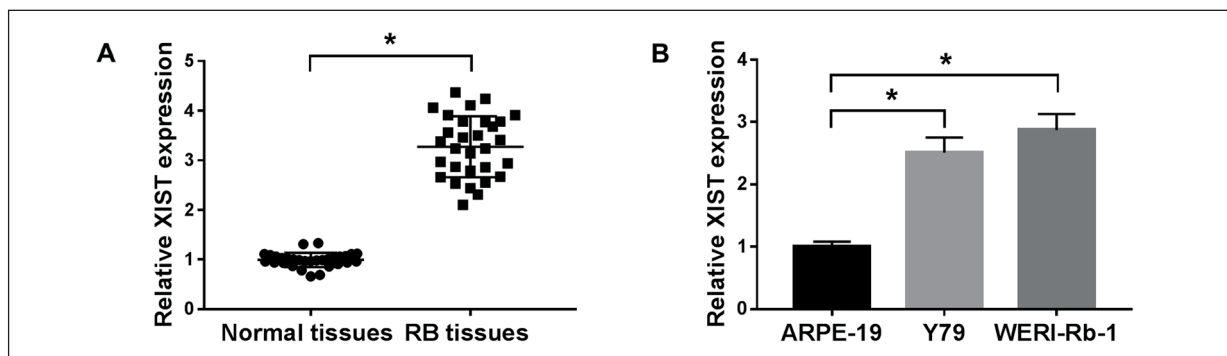 A
Relative XIST expression
5
4
3
2
1
0
*
Normal tissues
RB tissues
B
Relative XIST expression
4
3
2
1
0
*
*
ARPE-19
Y79
WERI-Rb-1